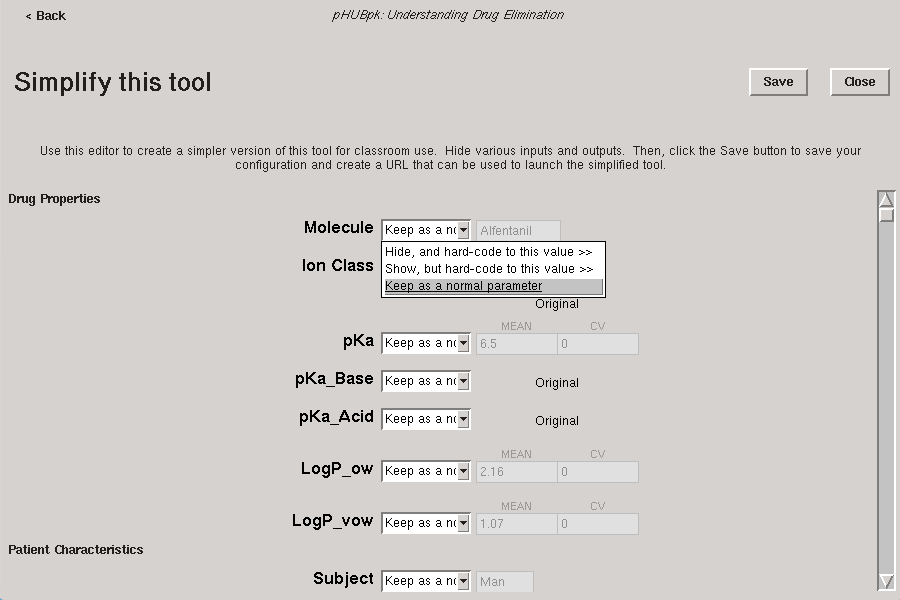 < Back
pHUBpk: Understanding Drug Elimination
Simplify this tool
Save
Close
Use this editor to create a simpler version of this tool for classroom use. Hide various inputs and outputs. Then, click the Save button to save your
configuration and create a URL that can be used to launch the simplified tool.
Drug Properties
Molecule
Keep as a no
Alfentanil
Hide, and hard-code to this value >>
Ion Class
Show, but hard-code to this value >>
Keep as a normal parameter
Original
MEAN CV
pKa
Keep as a no
6.5
0
pKa_Base
Keep as a no
Original
pKa_Acid
Keep as a no
Original
MEAN CV
LogP_ow
Keep as a no
2.16
0
MEAN CV
LogP_vow
Keep as a no
1.07
0
Patient Characteristics
Subject
Keep as a no
Man